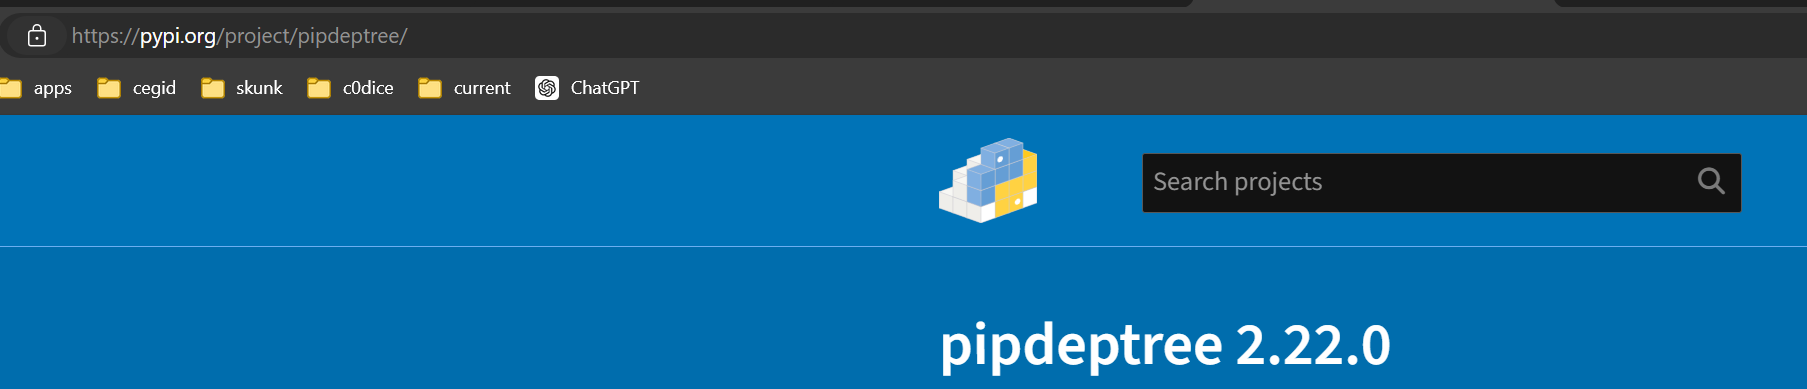 https://pypi.org/project/pipdeptree/
apps cegid skunk c0dice current ChatGPT
Search projects
pipdeptree 2.22.0